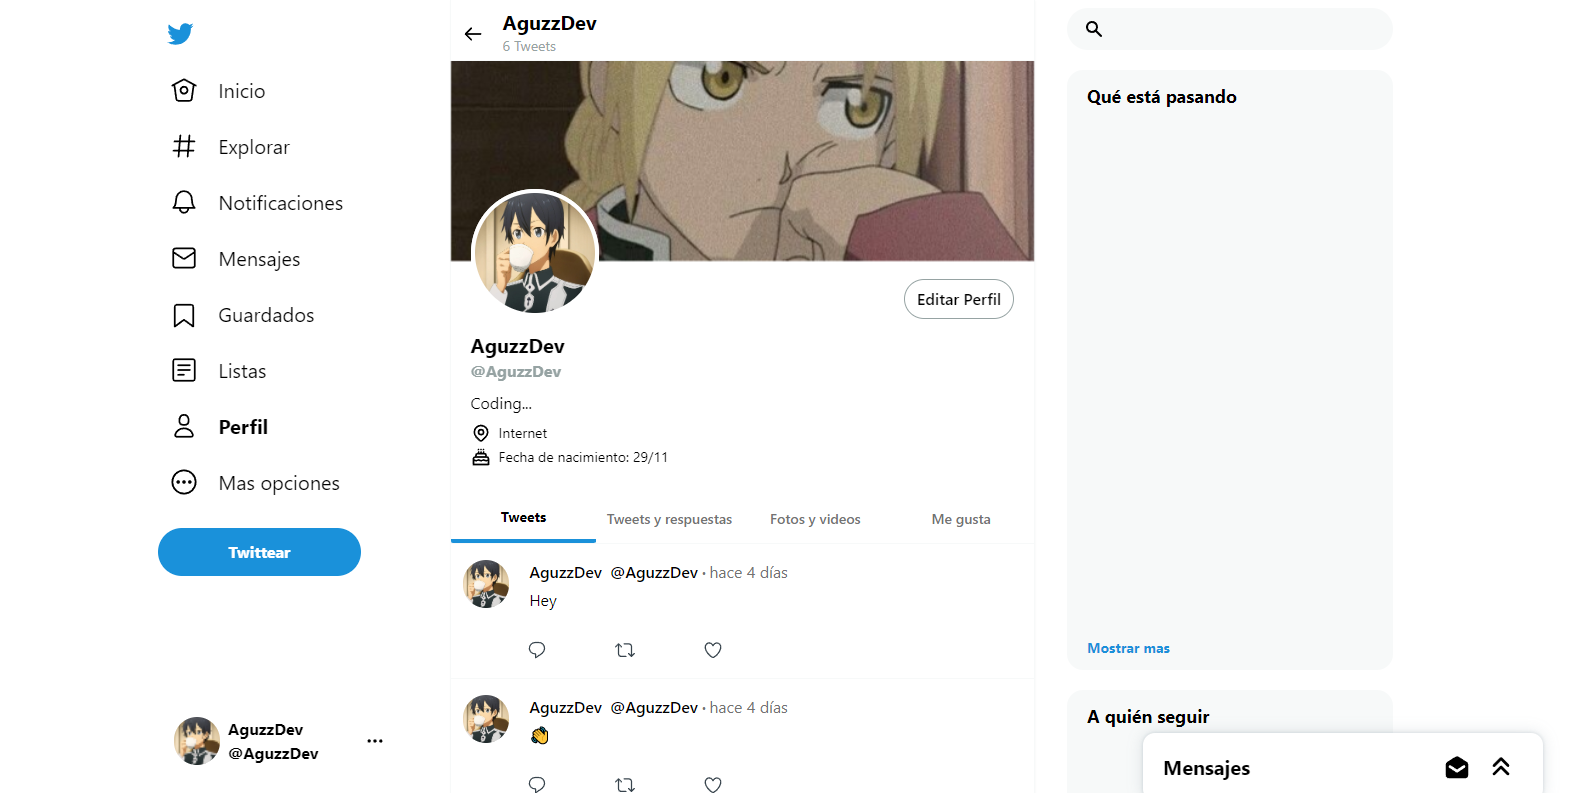 Inicio
Explorar
Notificaciones
Mensajes
Guardados
Listas
Perfil
Mas opciones
Twittear
AguzzDev
@AguzzDev
AguzzDev
6 Tweets
Editar Perfil
AguzzDev
@AguzzDev
Coding...
Internet
Fecha de nacimiento: 29/11
Tweets Tweets y respuestas Fotos y videos Me gusta
AguzzDev @AguzzDev · hace 4 días
Hey
AguzzDev @AguzzDev · hace 4 días
👏
Qué está pasando
Mostrar mas
A quién seguir
Mensajes